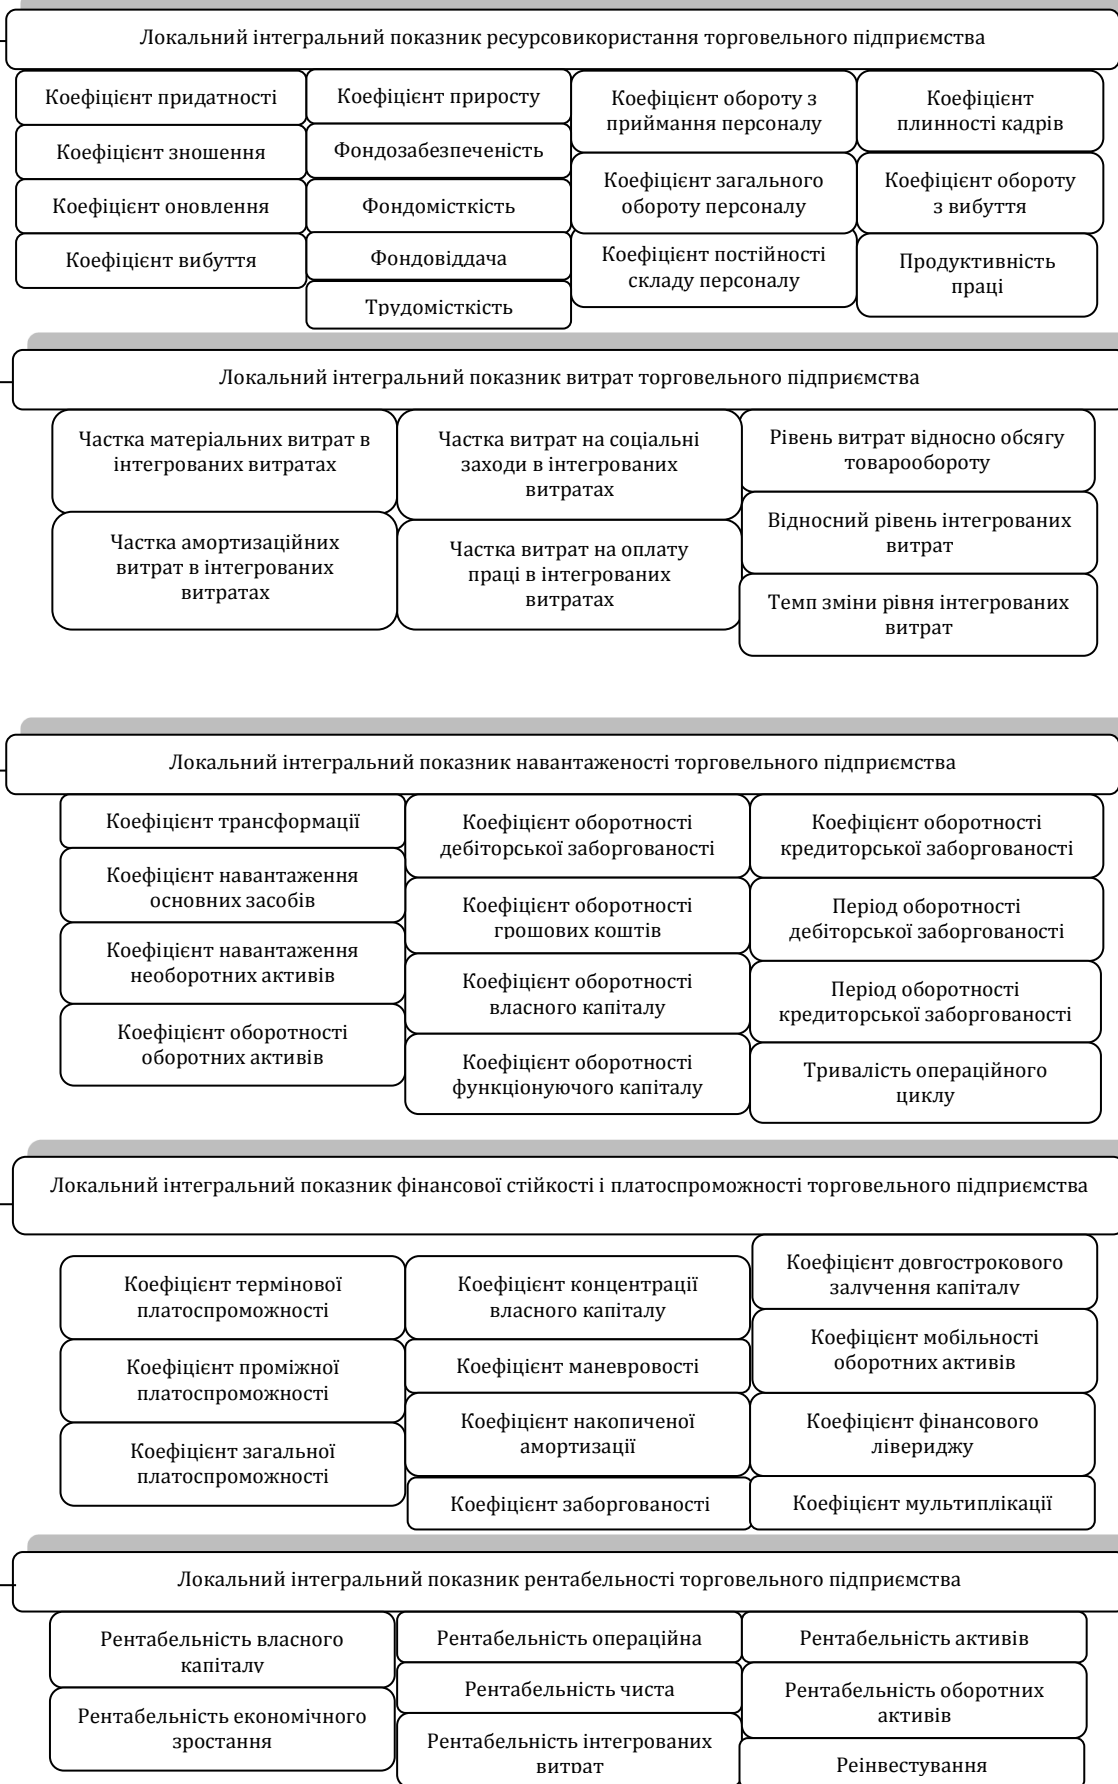 Локальний інтегральний показник ресурсовикористання торговельного підприємства
Коефіцієнт придатності
Коефіцієнт зношення
Коефіцієнт оновлення
Коефіцієнт вибуття
Коефіцієнт приросту
Фондозабезпеченість
Фондомісткість
Фондовіддача
Трудомісткість
Коефіцієнт обороту з
приймання персоналу
Коефіцієнт загального
обороту персоналу
Коефіцієнт постійності
складу персоналу
Коефіцієнт
плинності кадрів
Коефіцієнт обороту
з вибуття
Продуктивність
праці
Локальний інтегральний показник витрат торговельного підприємства
Частка матеріальних витрат в
інтегрованих витратах
Частка амортизаційних
витрат в інтегрованих
витратах
Частка витрат на соціальні
заходи в інтегрованих
витратах
Частка витрат на оплату
праці в інтегрованих
витратах
Рівень витрат відносно обсягу
товарообороту
Відносний рівень інтегрованих
витрат
Темп зміни рівня інтегрованих
витрат
Локальний інтегральний показник навантаженості торговельного підприємства
Коефіцієнт трансформації
Коефіцієнт навантаження
основних засобів
Коефіцієнт навантаження
необоротних активів
Коефіцієнт оборотності
оборотних активів
Коефіцієнт оборотності
дебіторської заборгованості
Коефіцієнт оборотності
грошових коштів
Коефіцієнт оборотності
власного капіталу
Коефіцієнт оборотності
функціонуючого капіталу
Коефіцієнт оборотності
кредиторської заборгованості
Період оборотності
дебіторської заборгованості
Період оборотності
кредиторської заборгованості
Тривалість операційного
циклу
Локальний інтегральний показник фінансової стійкості і платоспроможності торговельного підприємства
Коефіцієнт термінової
платоспроможності
Коефіцієнт проміжної
платоспроможності
Коефіцієнт загальної
платоспроможності
Коефіцієнт концентрації
власного капіталу
Коефіцієнт маневровості
Коефіцієнт накопиченої
амортизації
Коефіцієнт заборгованості
Коефіцієнт довгострокового
залучення капіталу
Коефіцієнт мобільності
оборотних активів
Коефіцієнт фінансового
лівериджу
Коефіцієнт мультиплікації
Локальний інтегральний показник рентабельності торговельного підприємства
Рентабельність власного
капіталу
Рентабельність економічного
зростання
Рентабельність операційна
Рентабельність чиста
Рентабельність інтегрованих
витрат
Рентабельність активів
Рентабельність оборотних
активів
Реінвестування